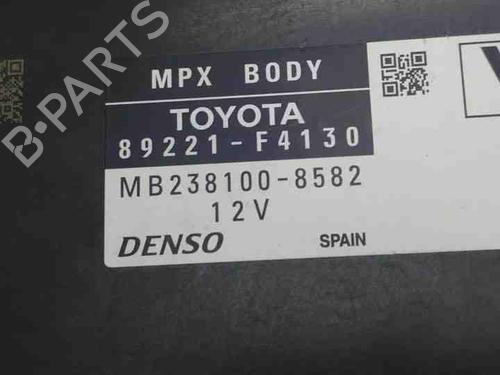 B-PARTS
MPX BODY
TOYOTA
89221-F4130
MB238100-8582
12V
DENSO SPAIN